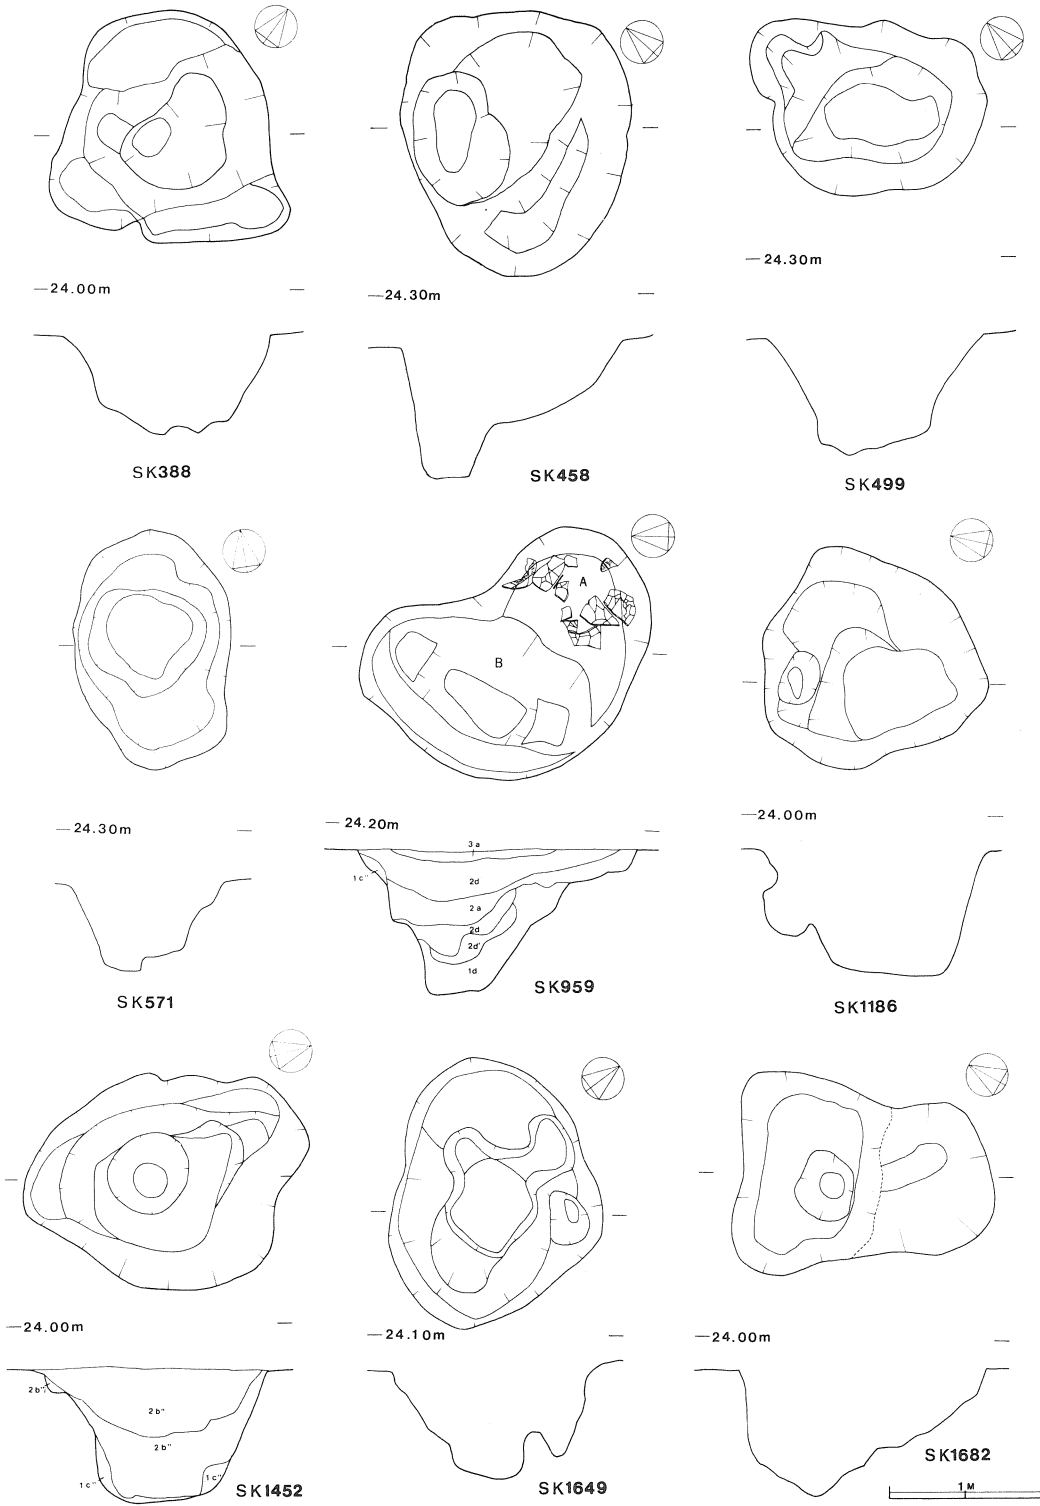 24.00m
24.30m
24.30m
SK388
SK458
SK499
A
B
24.30m
24.20m
24.00m
3a
1c"
2d
2a
2d
2d'
1d
SK571
SK959
SK1186
24.00m
24.10m
24.00m
2b"
2b"
2b"
1c"
1c"
SK1452
SK1649
SK1682
1M